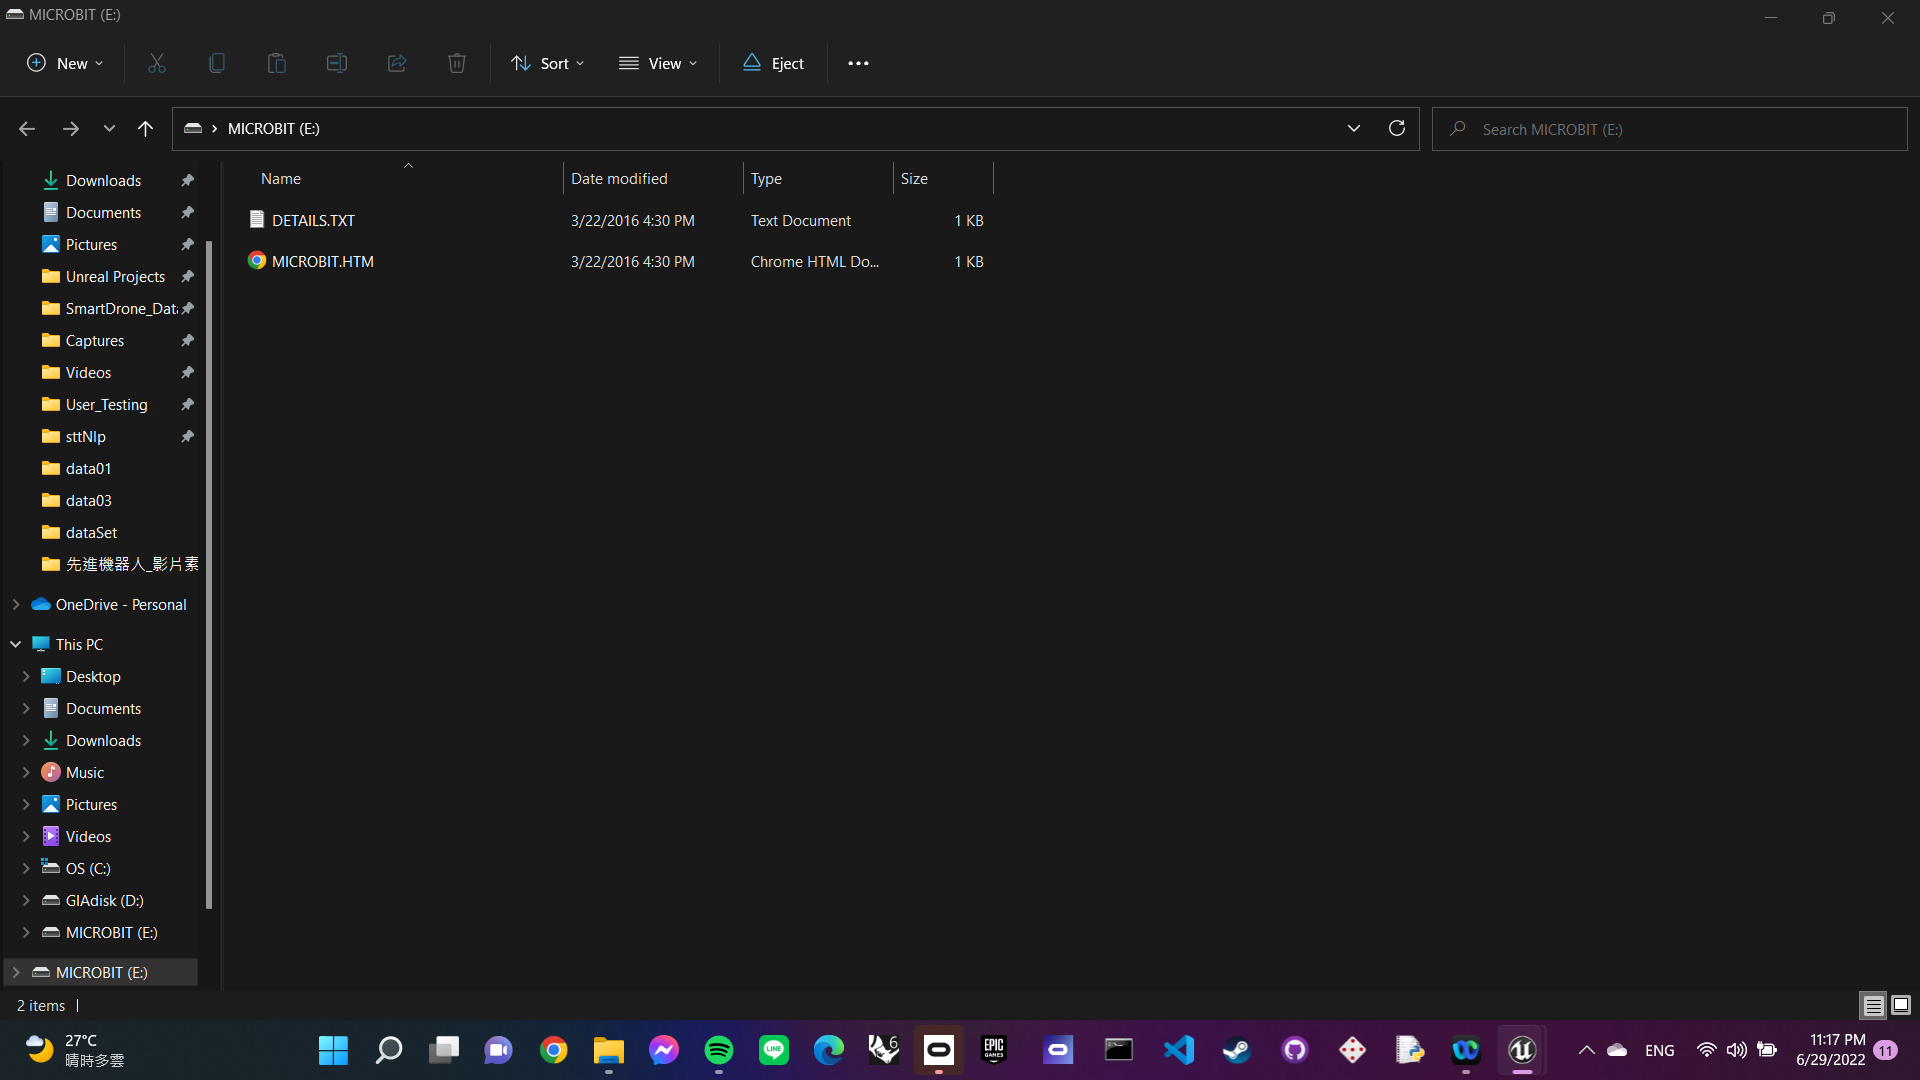 MICROBIT (E:)
New
Sort
View
Eject
MICROBIT (E:)
Search MICROBIT (E:)
Name
Date modified
Type
Size
DETAILS.TXT
3/22/2016 4:30 PM
Text Document
1 KB
MICROBIT.HTM
3/22/2016 4:30 PM
Chrome HTML Do...
1 KB
Downloads
Documents
Pictures
Unreal Projects
SmartDrone_Dat
Captures
Videos
User_Testing
sttNlp
data01
data03
dataSet
先進機器人_影片素
OneDrive - Personal
This PC
Desktop
Documents
Downloads
Music
Pictures
Videos
OS (C:)
GIAdisk (D:)
MICROBIT (E:)
MICROBIT (E:)
2 items
27°C
晴時多雲
LINE
6
EPIC
GAMES
ENG
11:17 PM
6/29/2022
11